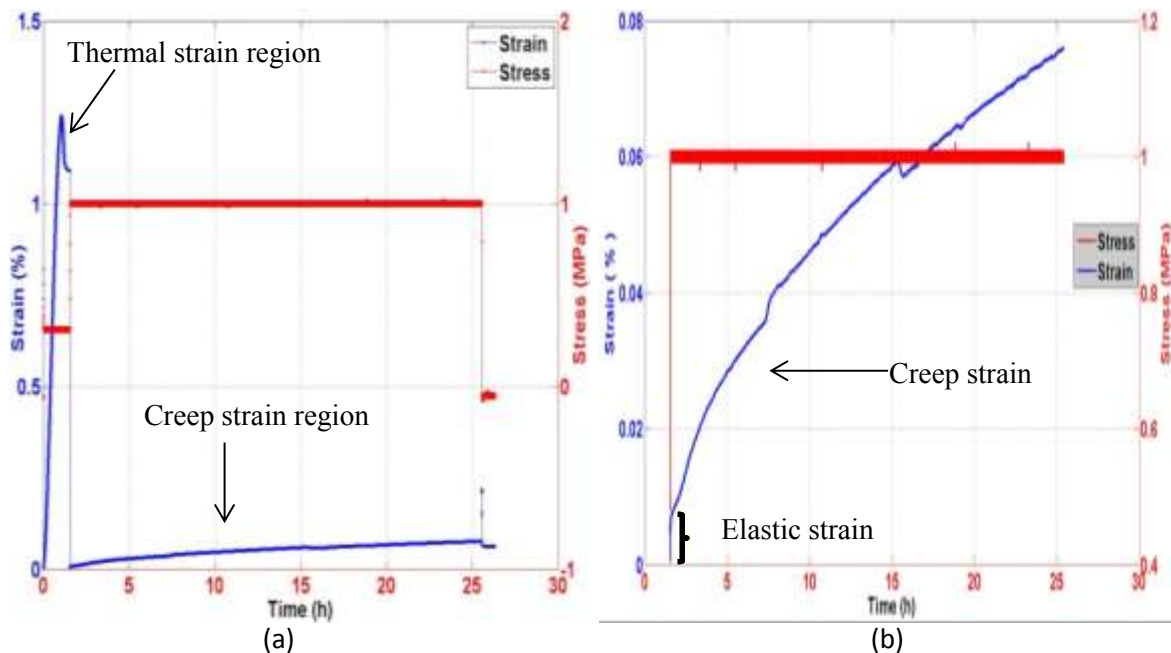 1.5
2
Thermal strain region
Strain
Stress
1
1
Strain (%)
Stress (MPa)
0.5
0
Creep strain region
0
-1
0
5
10
15
20
25
30
Time (h)
(a)
0.08
1.2
0.06
1
Stress
Strain
Strain ( % )
Stress (MPa)
0.04
0.8
Creep strain
0.02
0.6
Elastic strain
0
0.4
0
5
10
15
20
25
30
Time (h)
(b)